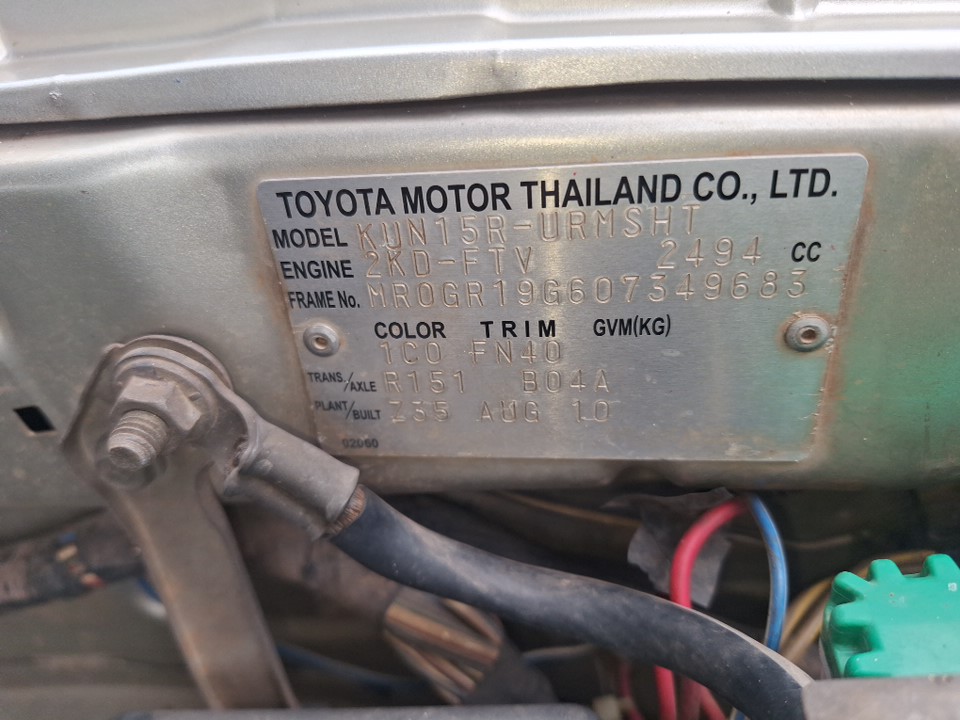 TOYOTA MOTOR THAILAND CO., LTD.
MODEL KUN15R-URMSHT
ENGINE 2KD-FTV 2494 CC
FRAME No. MR0GR19G607349683
COLOR TRIM GVM(KG)
1C0 FN40
TRANS./AXLE R151 B04A
PLANT/BUILT Z35 AUG 10
02060